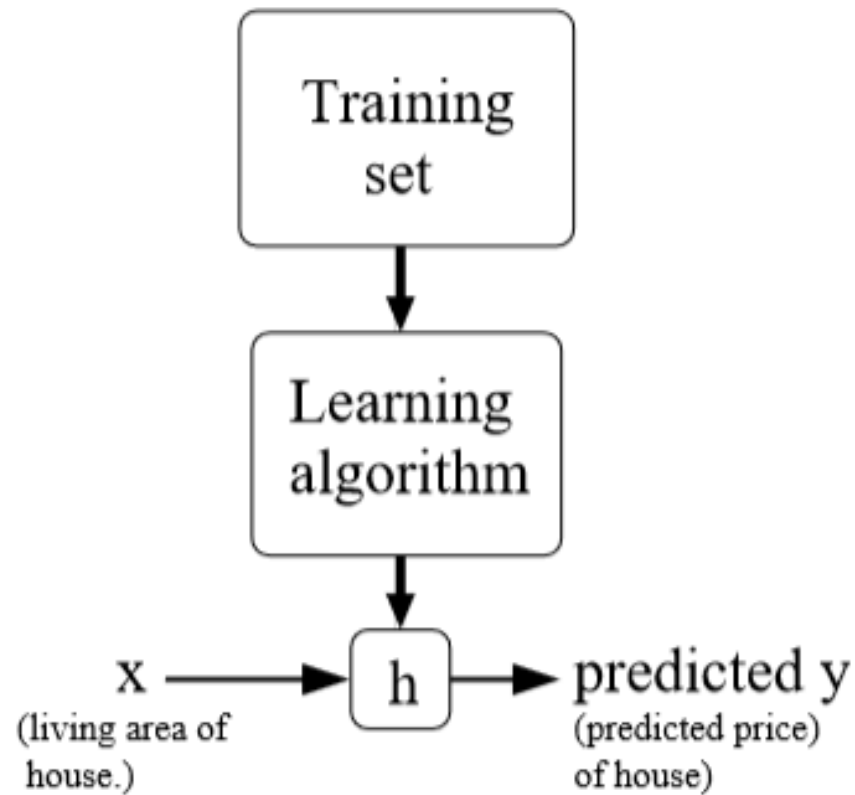 Training
set
Learning
algorithm
x
h
predicted y
(living area of
house.)
(predicted price)
of house)